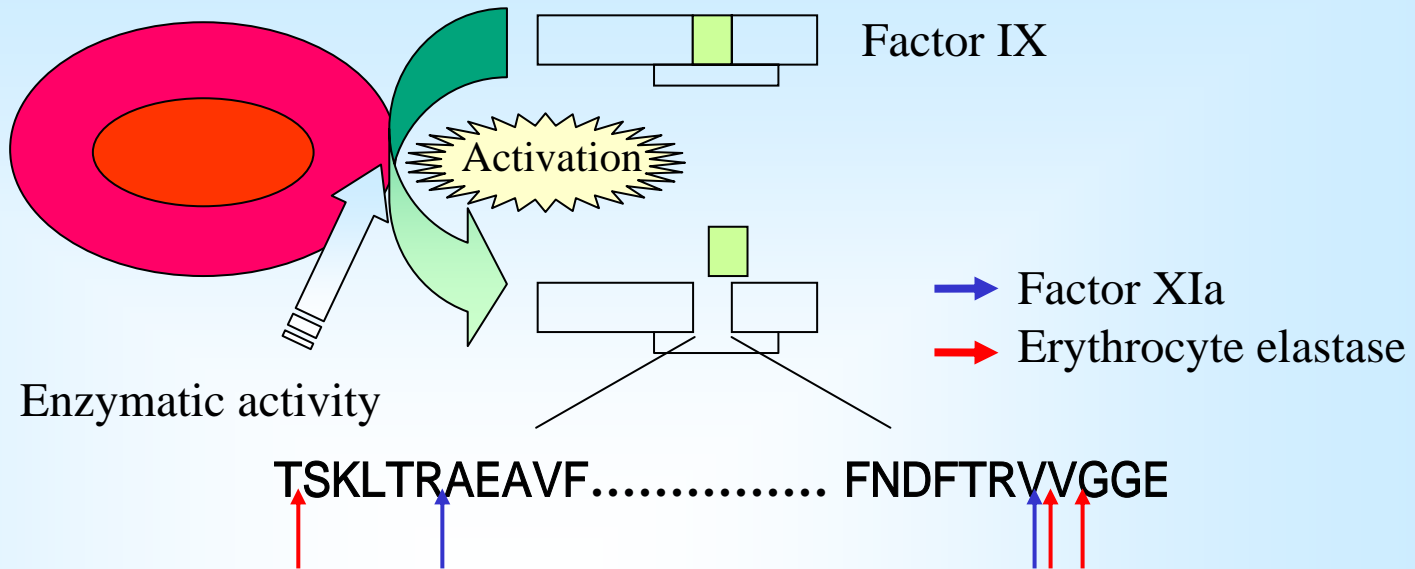 Factor IX
Activation
Factor XIa
Erythrocyte elastase
Enzymatic activity
TSKLTRAEAVF............... FNDFTRVVGGE